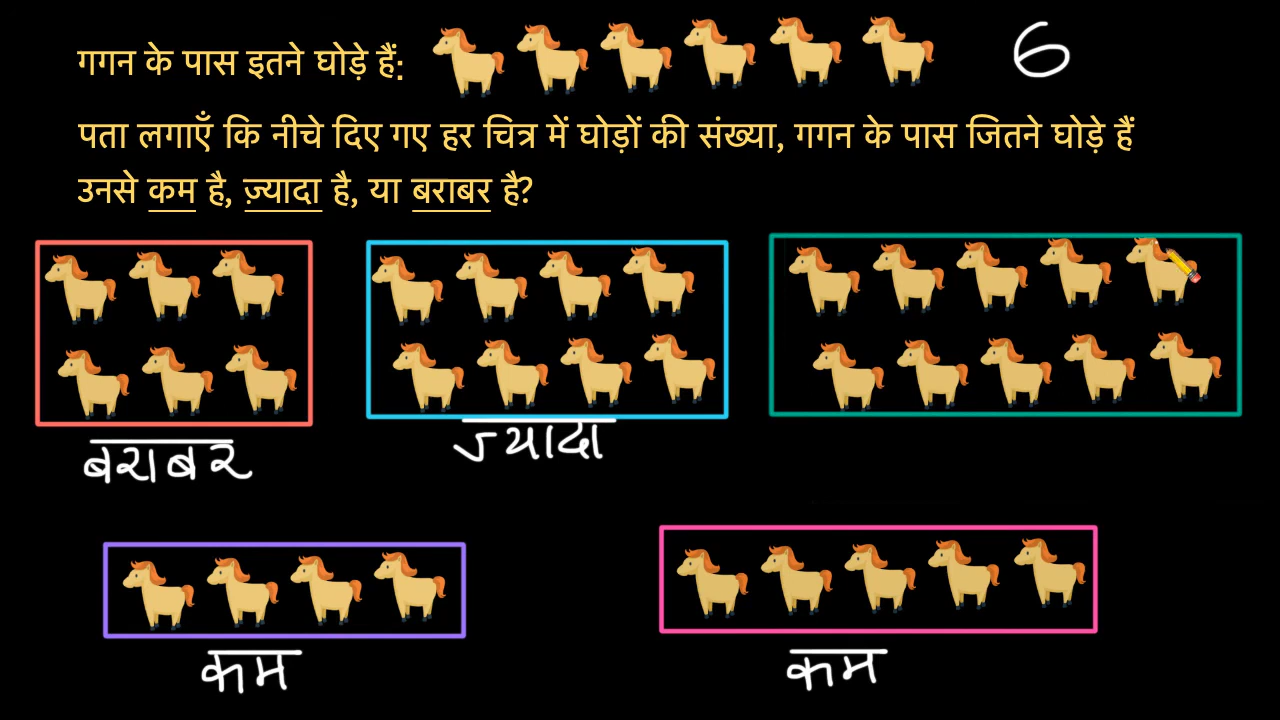 गगन के पास इतने घोड़े हैं: 6
पता लगाएँ कि नीचे दिए गए हर चित्र में घोड़ों की संख्या, गगन के पास जितने घोड़े हैं
उनसे कम है, ज़्यादा है, या बराबर है?
बराबर
ज्यादा
कम
कम